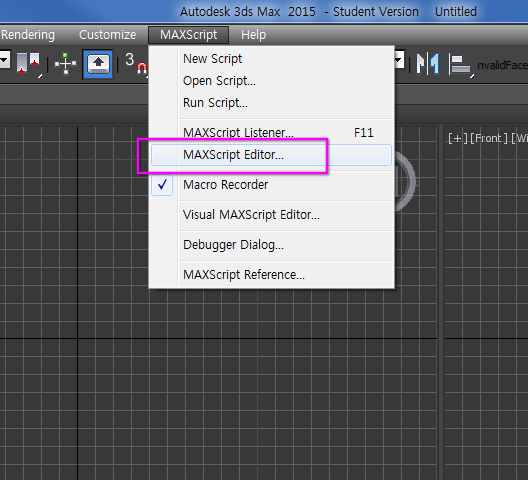 Autodesk 3ds Max 2015 - Student Version Untitled
Rendering Customize MAXScript Help
3
nvalidFace
New Script
Open Script...
Run Script...
MAXScript Listener... F11
MAXScript Editor...
[+][Front][Wi
Macro Recorder
Visual MAXScript Editor...
Debugger Dialog...
MAXScript Reference...